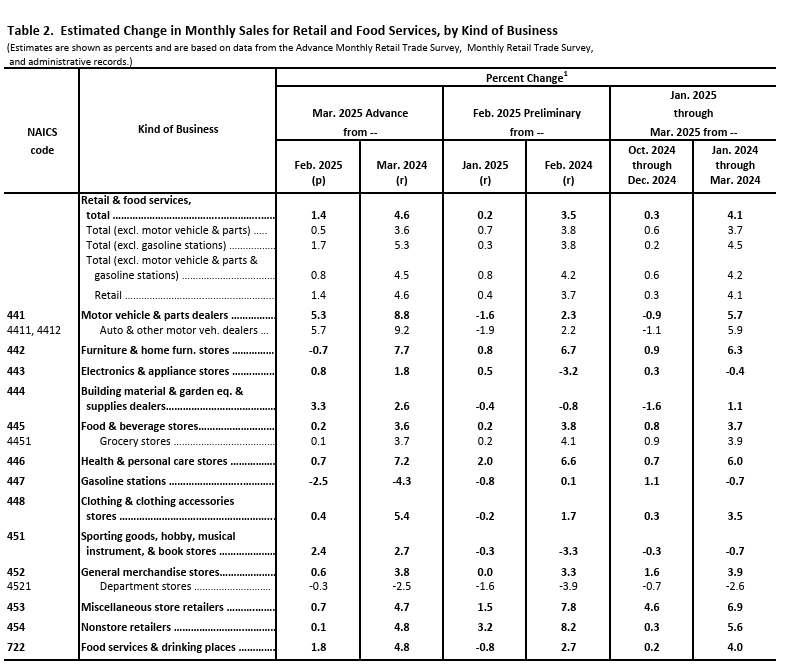 Table 2.  Estimated Change in Monthly Sales for Retail and Food Services, by Kind of Business
(Estimates are shown as percents and are based on data from the Advance Monthly Retail Trade Survey,  Monthly Retail Trade Survey,
and administrative records.)
Percent Change1
Jan. 2025
Mar. 2025 Advance Feb. 2025 Preliminary through
NAICS Kind of Business from -- from -- Mar. 2025 from --
code
Oct. 2024 Jan. 2024
Feb. 2025 Mar. 2024 Jan. 2025 Feb. 2024 through through
(p) (r) (r) (r) Dec. 2024 Mar. 2024
Retail & food services,
total ........ 1.4 4.6 0.2 3.5 0.3 4.1
Total (excl. motor vehicle & parts) ..... 0.5 3.6 0.7 3.8 0.6 3.7
Total (excl. gasoline stations) ........ 1.7 5.3 0.3 3.8 0.2 4.5
Total (excl. motor vehicle & parts &
gasoline stations) ........ 0.8 4.5 0.8 4.2 0.6 4.2
Retail ........ 1.4 4.6 0.4 3.7 0.3 4.1
441 Motor vehicle & parts dealers ........ 5.3 8.8 -1.6 2.3 -0.9 5.7
4411, 4412 Auto & other motor veh. dealers ... 5.7 9.2 -1.9 2.2 -1.1 5.9
442 Furniture & home furn. stores ........ -0.7 7.7 0.8 6.7 0.9 6.3
443 Electronics & appliance stores ........ 0.8 1.8 0.5 -3.2 0.3 -0.4
444 Building material & garden eq. &
supplies dealers........ 3.3 2.6 -0.4 -0.8 -1.6 1.1
445 Food & beverage stores........ 0.2 3.6 0.2 3.8 0.8 3.7
4451 Grocery stores ........ 0.1 3.7 0.2 4.1 0.9 3.9
446 Health & personal care stores ........ 0.7 7.2 2.0 6.6 0.7 6.0
447 Gasoline stations ........ -2.5 -4.3 -0.8 0.1 1.1 -0.7
448 Clothing & clothing accessories
stores ........ 0.4 5.4 -0.2 1.7 0.3 3.5
451 Sporting goods, hobby, musical
instrument, & book stores ........ 2.4 2.7 -0.3 -3.3 -0.3 -0.7
452 General merchandise stores........ 0.6 3.8 0.0 3.3 1.6 3.9
4521 Department stores ........ -0.3 -2.5 -1.6 -3.9 -0.7 -2.6
453 Miscellaneous store retailers ........ 0.7 4.7 1.5 7.8 4.6 6.9
454 Nonstore retailers ........ 0.1 4.8 3.2 8.2 0.3 5.6
722 Food services & drinking places ........ 1.8 4.8 -0.8 2.7 0.2 4.0